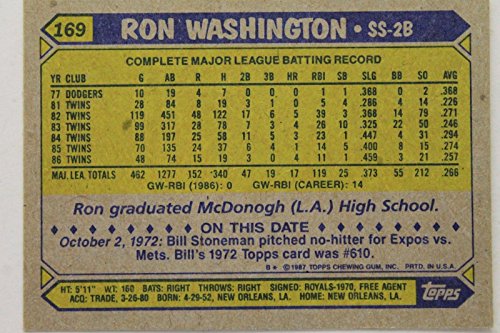 169 RON WASHINGTON • SS-2B
COMPLETE MAJOR LEAGUE BATTING RECORD
YR CLUB G AB R H 2B 3B HR RBI SB SLG BB SO AVG
77 DODGERS 10 19 4 7 0 0 0 1 1 .368 0 2 .368
81 TWINS 28 84 8 19 3 1 0 5 4 .286 4 14 .226
82 TWINS 119 451 48 122 17 6 5 39 3 .368 14 79 .271
83 TWINS 99 317 28 78 7 5 4 26 10 .325 22 50 .246
84 TWINS 88 197 25 58 11 5 3 23 1 .447 4 31 .294
85 TWINS 70 135 24 37 6 4 1 14 5 .400 8 15 .274
86 TWINS 48 74 15 19 3 0 4 11 1 .459 3 21 .257
MAJ. LEA. TOTALS 462 1277 152 340 47 21 17 119 25 .373 55 212 .266
GW-RBI (1986): 0 GW-RBI (CAREER): 14
Ron graduated McDonogh (L.A.) High School.
ON THIS DATE
October 2, 1972: Bill Stoneman pitched no-hitter for Expos vs.
Mets. Bill's 1972 Topps card was #610.
B* ©1987 TOPPS CHEWING GUM, INC. PRTD. IN U.S.A.
HT: 5'11" WT: 160 BATS: RIGHT THROWS: RIGHT SIGNED: ROYALS-1970, FREE AGENT
ACQ: TRADE, 3-26-80 BORN: 4-29-52, NEW ORLEANS, LA. HOME: NEW ORLEANS, LA.
topps